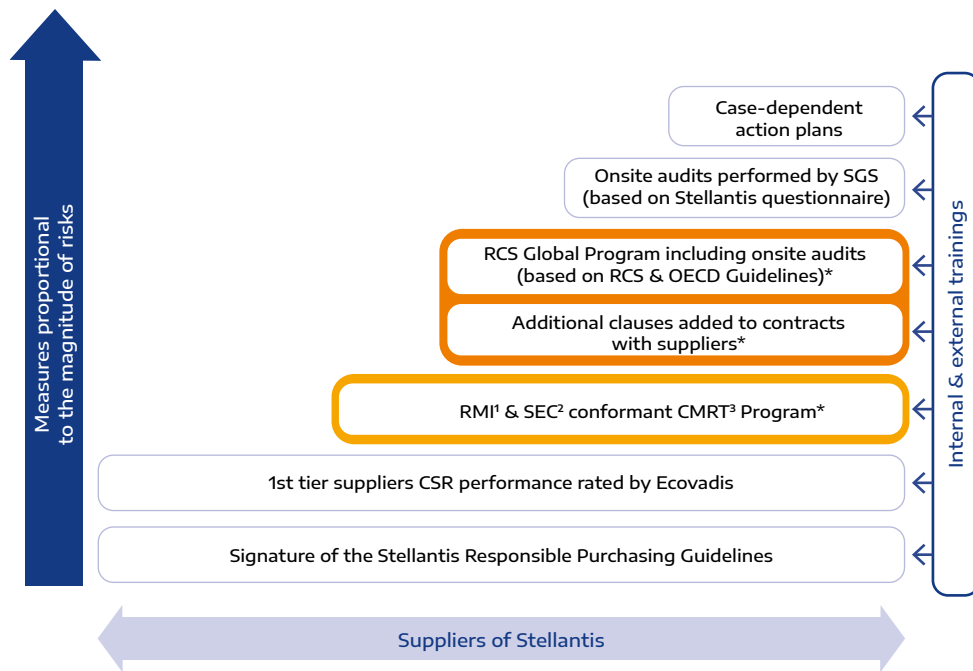 Measures proportional
to the magnitude of risks
Case-dependent
action plans
Onsite audits performed by SGS
(based on Stellantis questionnaire)
RCS Global Program including onsite audits
(based on RCS & OECD Guidelines)*
Additional clauses added to contracts
with suppliers*
RMI¹ & SEC² conformant CMRT³ Program*
1st tier suppliers CSR performance rated by Ecovadis
Signature of the Stellantis Responsible Purchasing Guidelines
Internal & external trainings
Suppliers of Stellantis